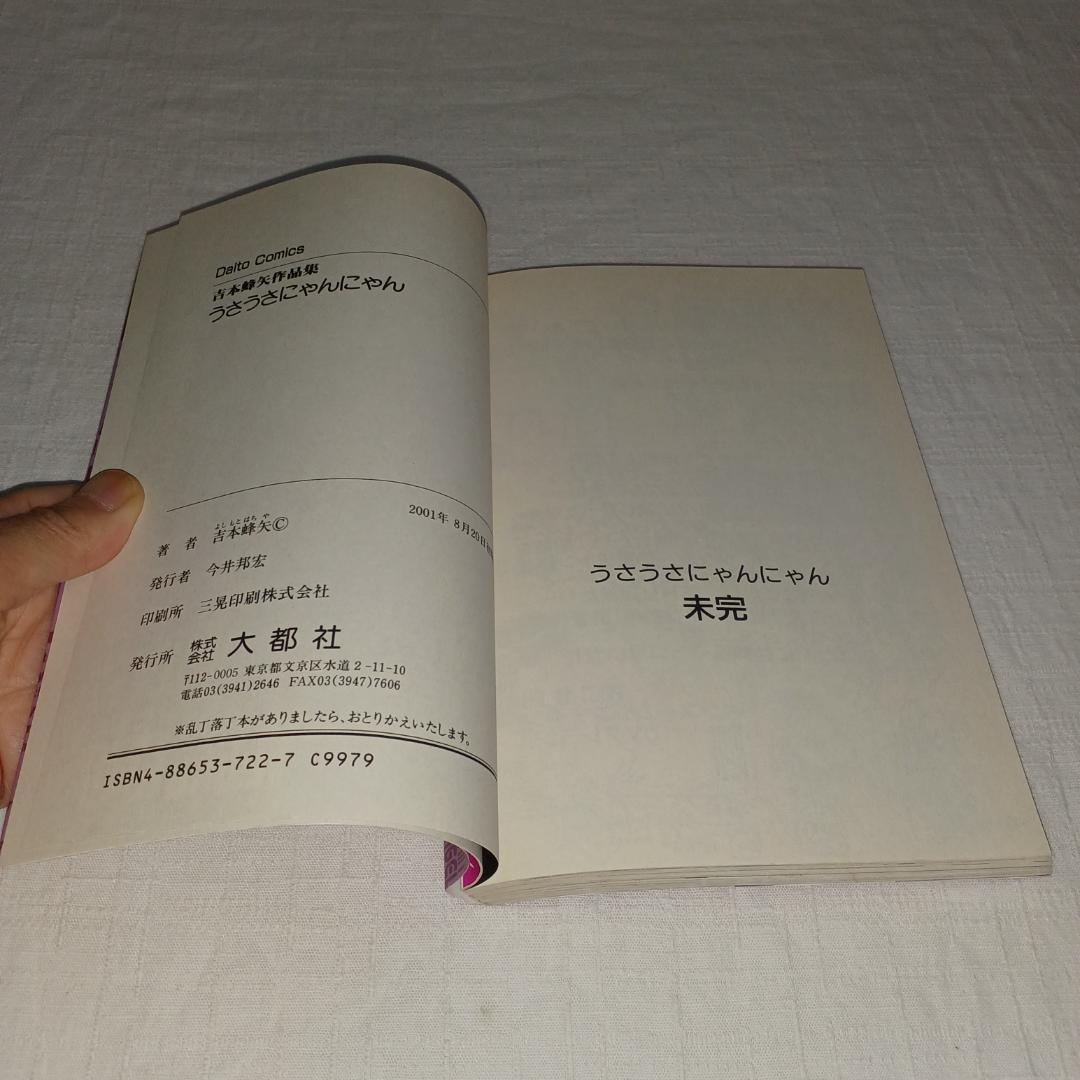 Daito Comics
吉本蜂矢作品集
うさうさにゃんにゃん
2001年 8月20日
よしもとはちや
著者 吉本蜂矢©
発行者 今井邦宏
印刷所 三晃印刷株式会社
発行所 株式会社 大都社
〒112-0005 東京都文京区水道2-11-10
電話03(3941)2646 FAX03(3947)7606
※乱丁落丁本がありましたら、おとりかえいたします。
ISBN4-88653-722-7 C9979
うさうさにゃんにゃん
未完